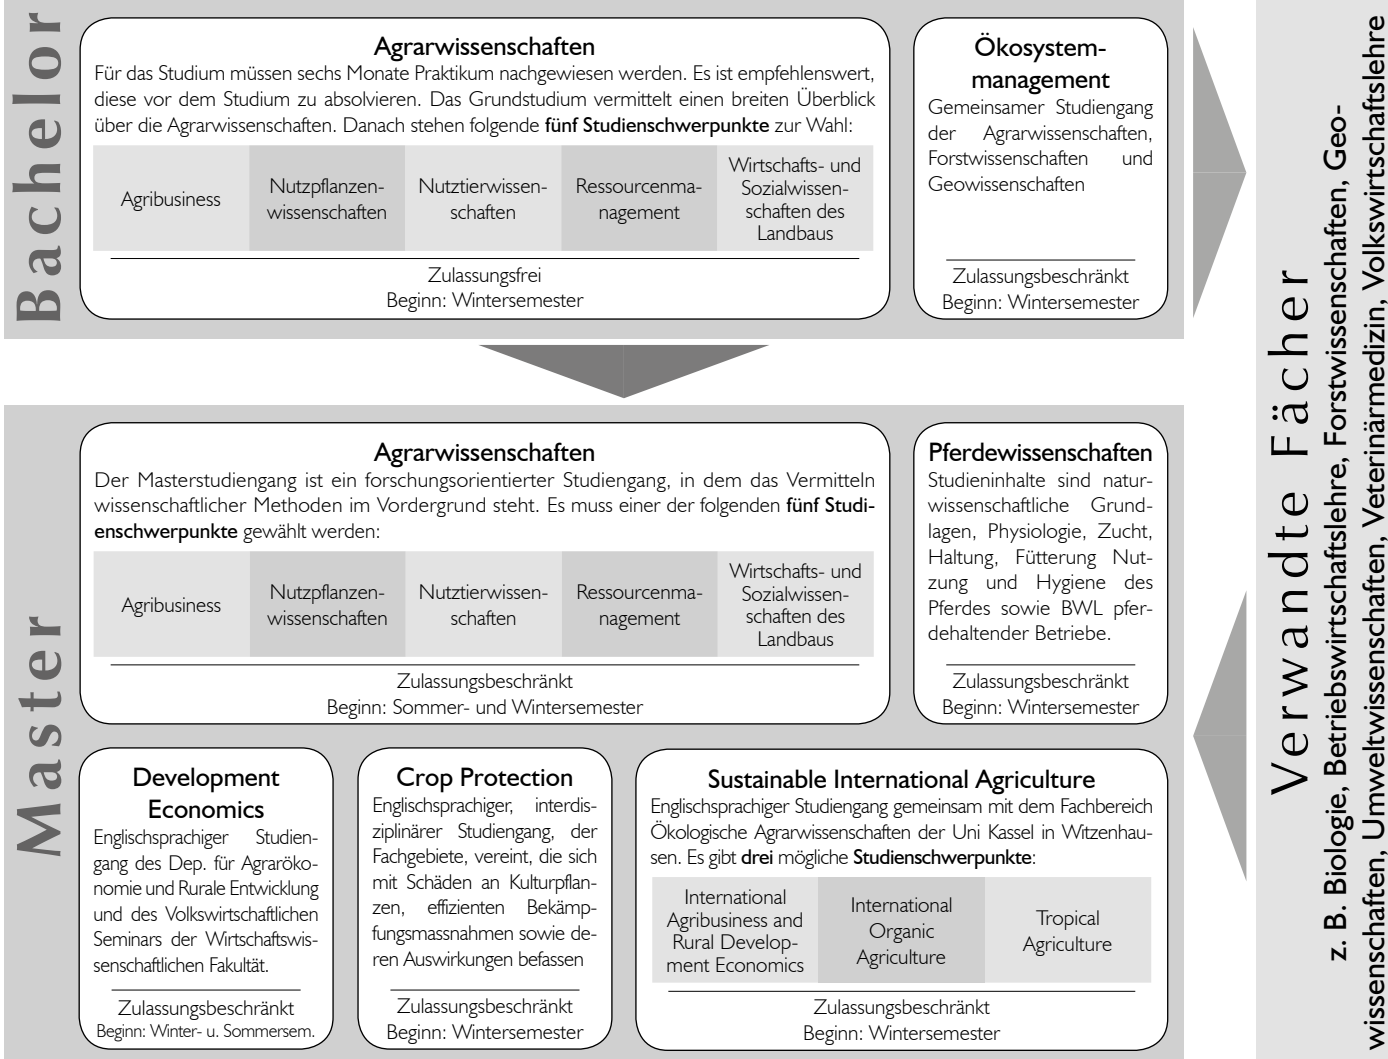 Bachelor
Agrarwissenschaften
Für das Studium müssen sechs Monate Praktikum nachgewiesen werden. Es ist empfehlenswert,
diese vor dem Studium zu absolvieren. Das Grundstudium vermittelt einen breiten Überblick
über die Agrarwissenschaften. Danach stehen folgende fünf Studienschwerpunkte zur Wahl:
Agribusiness
Nutzpflanzen-
wissenschaften
Nutztierwissen-
schaften
Ressourcenma-
nagement
Wirtschafts- und
Sozialwissen-
schaften des
Landbaus
Zulassungsfrei
Beginn: Wintersemester
Ökosystem-
management
Gemeinsamer Studiengang
der Agrarwissenschaften,
Forstwissenschaften und
Geowissenschaften
Zulassungsbeschränkt
Beginn: Wintersemester
Master
Agrarwissenschaften
Der Masterstudiengang ist ein forschungsorientierter Studiengang, in dem das Vermitteln
wissenschaftlicher Methoden im Vordergrund steht. Es muss einer der folgenden fünf Studi-
enschwerpunkte gewählt werden:
Agribusiness
Nutzpflanzen-
wissenschaften
Nutztierwissen-
schaften
Ressourcenma-
nagement
Wirtschafts- und
Sozialwissen-
schaften des
Landbaus
Zulassungsbeschränkt
Beginn: Sommer- und Wintersemester
Pferdewissenschaften
Studieninhalte sind natur-
wissenschaftliche Grund-
lagen, Physiologie, Zucht,
Haltung, Fütterung Nut-
zung und Hygiene des
Pferdes sowie BWL pfer-
dehaltender Betriebe.
Zulassungsbeschränkt
Beginn: Wintersemester
Development
Economics
Englischsprachiger Studien-
gang des Dep. für Agraröko-
nomie und Rurale Entwicklung
und des Volkswirtschaftlichen
Seminars der Wirtschaftswis-
senschaftlichen Fakultät.
Zulassungsbeschränkt
Beginn: Winter- u. Sommersem.
Crop Protection
Englischsprachiger, interdis-
ziplinärer Studiengang, der
Fachgebiete, vereint, die sich
mit Schäden an Kulturpflan-
zen, effizienten Bekämp-
fungsmassnahmen sowie de-
ren Auswirkungen befassen
Zulassungsbeschränkt
Beginn: Wintersemester
Sustainable International Agriculture
Englischsprachiger Studiengang gemeinsam mit dem Fachbereich
Ökologische Agrarwissenschaften der Uni Kassel in Witzenhau-
sen. Es gibt drei mögliche Studienschwerpunkte:
International
Agribusiness and
Rural Develop-
ment Economics
International
Organic
Agriculture
Tropical
Agriculture
Zulassungsbeschränkt
Beginn: Wintersemester
Verwandte Fächer
z. B. Biologie, Betriebswirtschaftslehre, Forstwissenschaften, Geo-
wissenschaften, Umweltwissenschaften, Veterinärmedizin, Volkswirtschaftslehre